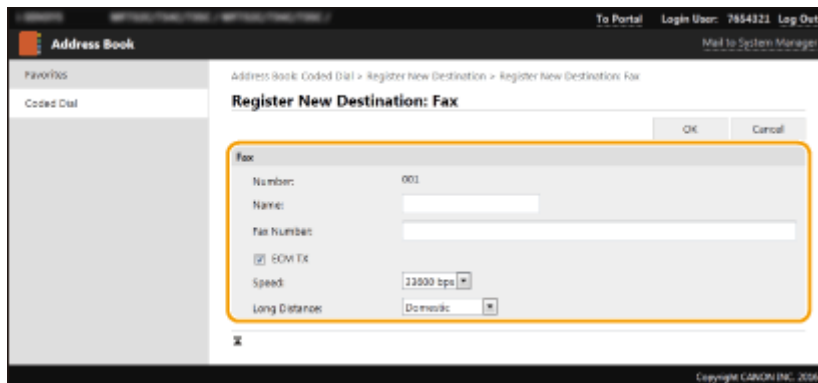 To Portal Login User: 7654321 Log Out
Address Book
Mail to System Manager
Favorites
Coded Dial
Address Book: Coded Dial > Register New Destination > Register New Destination: Fax
Register New Destination: Fax
OK Cancel
Fax
Number: 001
Name:
Fax Number:
ECM TX
Speed: 33600 bps
Long Distance: Domestic
Copyright CANON INC. 2016